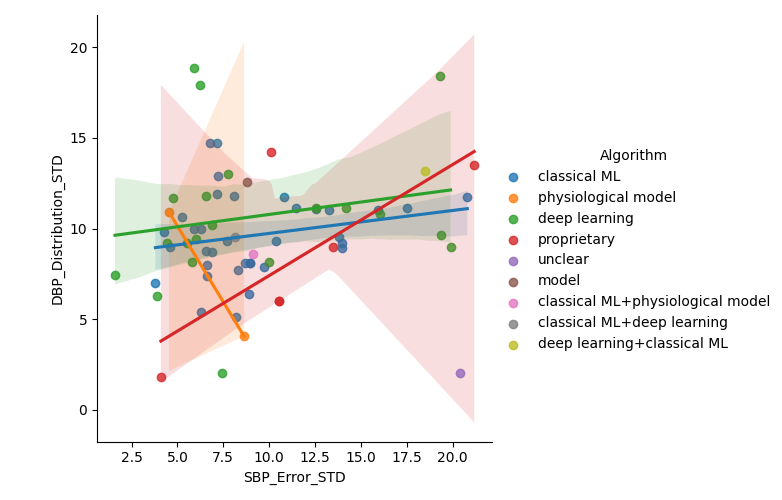 20
15
10
5
0
DBP_Distribution_STD
2.5 5.0 7.5 10.0 12.5 15.0 17.5 20.0
SBP_Error_STD
Algorithm
classical ML
physiological model
deep learning
proprietary
unclear
model
classical ML+physiological model
classical ML+deep learning
deep learning+classical ML